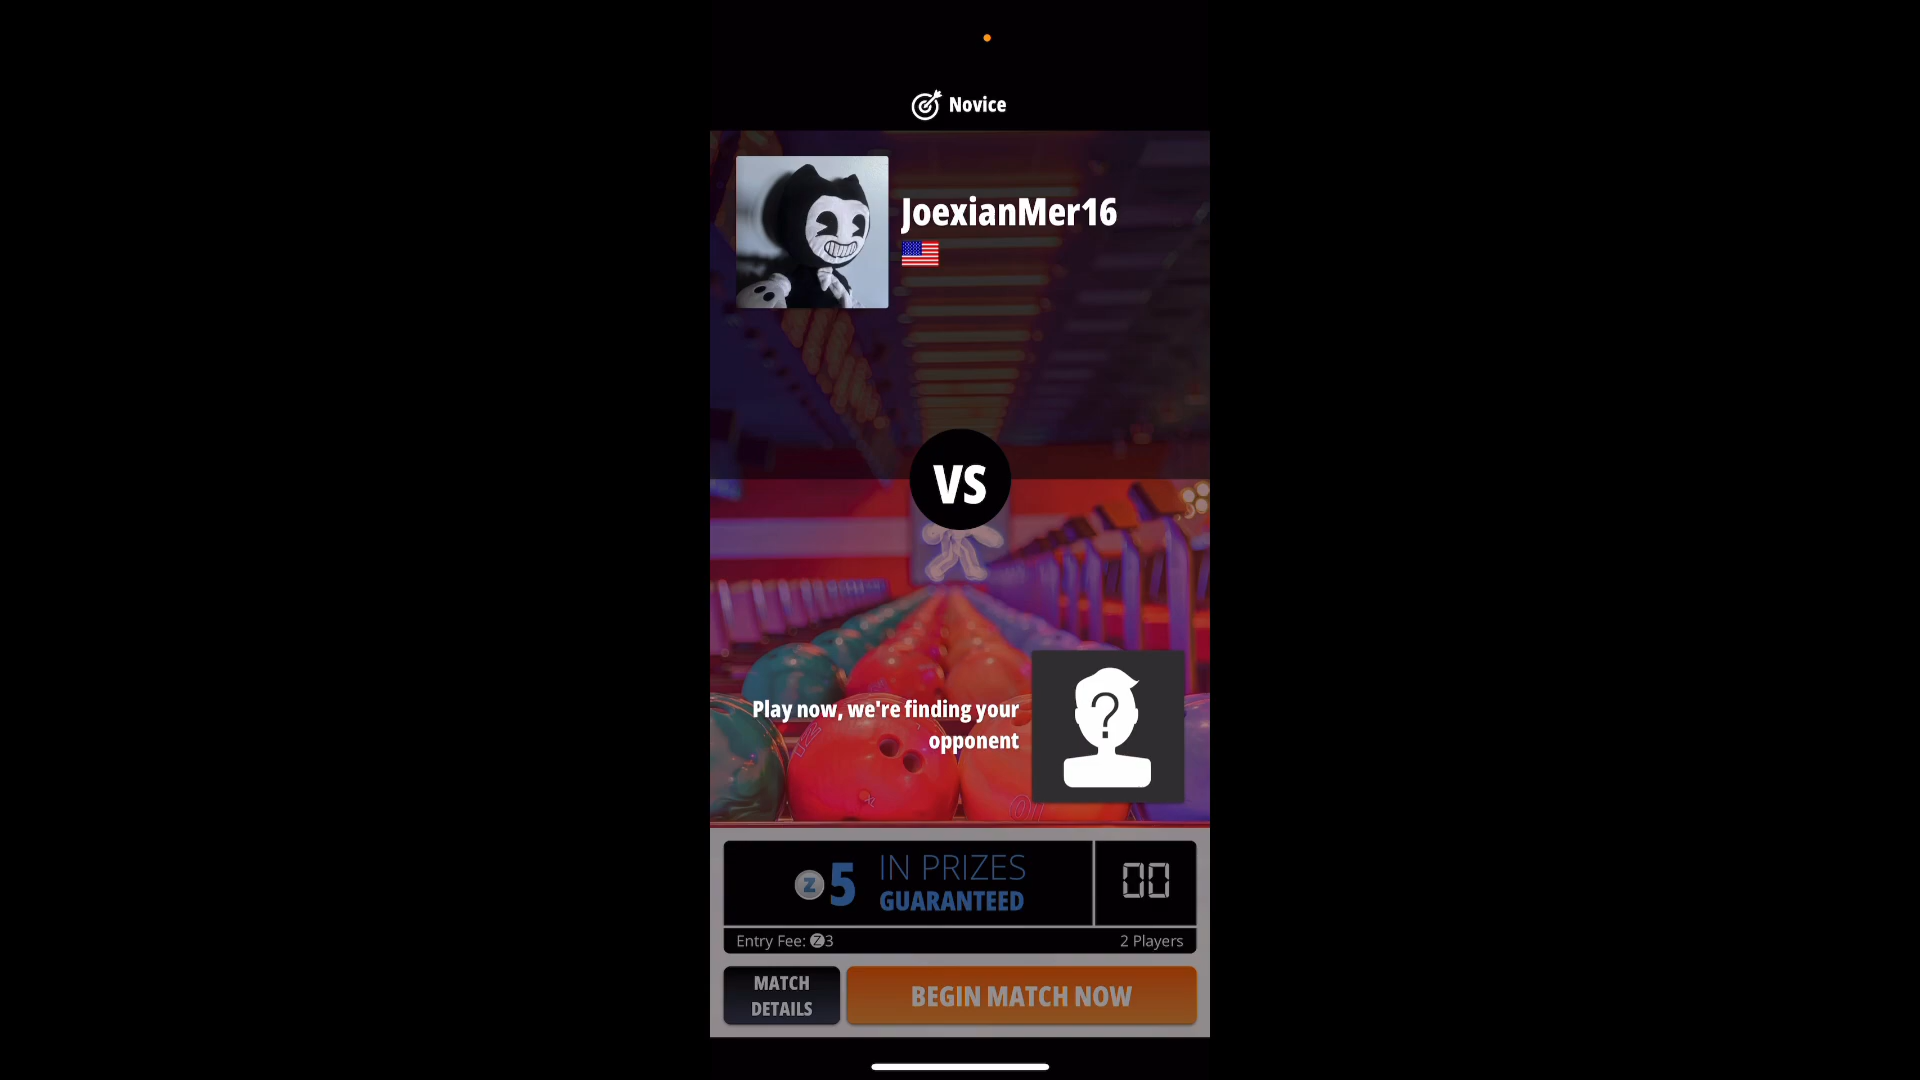 Novice
JoexianMer16
VS
Play now, we're finding your
opponent
Z 5 IN PRIZES
GUARANTEED
00
Entry Fee: Z3
2 Players
MATCH
DETAILS
BEGIN MATCH NOW